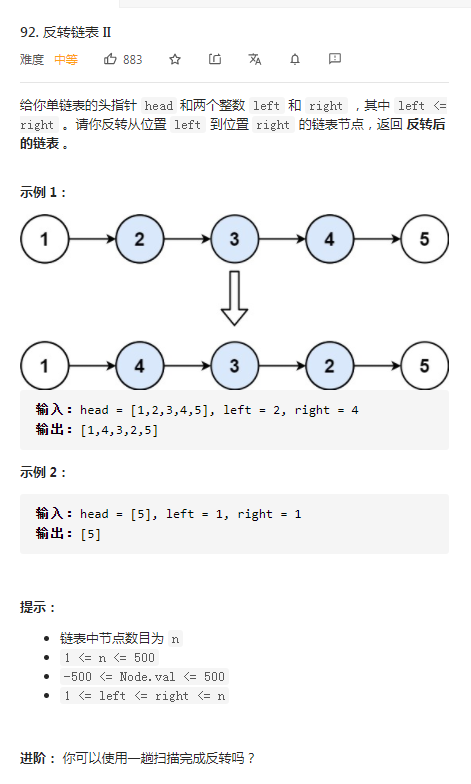 92. 反转链表 II
难度 中等 883
给你单链表的头指针 head 和两个整数 left 和 right ，其中 left <=
right 。请你反转从位置 left 到位置 right 的链表节点，返回 反转后
的链表 。
示例 1：
1 2 3 4 5
1 4 3 2 5
输入：head = [1,2,3,4,5], left = 2, right = 4
输出：[1,4,3,2,5]
示例 2：
输入：head = [5], left = 1, right = 1
输出：[5]
提示：
链表中节点数目为 n
1 <= n <= 500
-500 <= Node.val <= 500
1 <= left <= right <= n
进阶： 你可以使用一趟扫描完成反转吗？